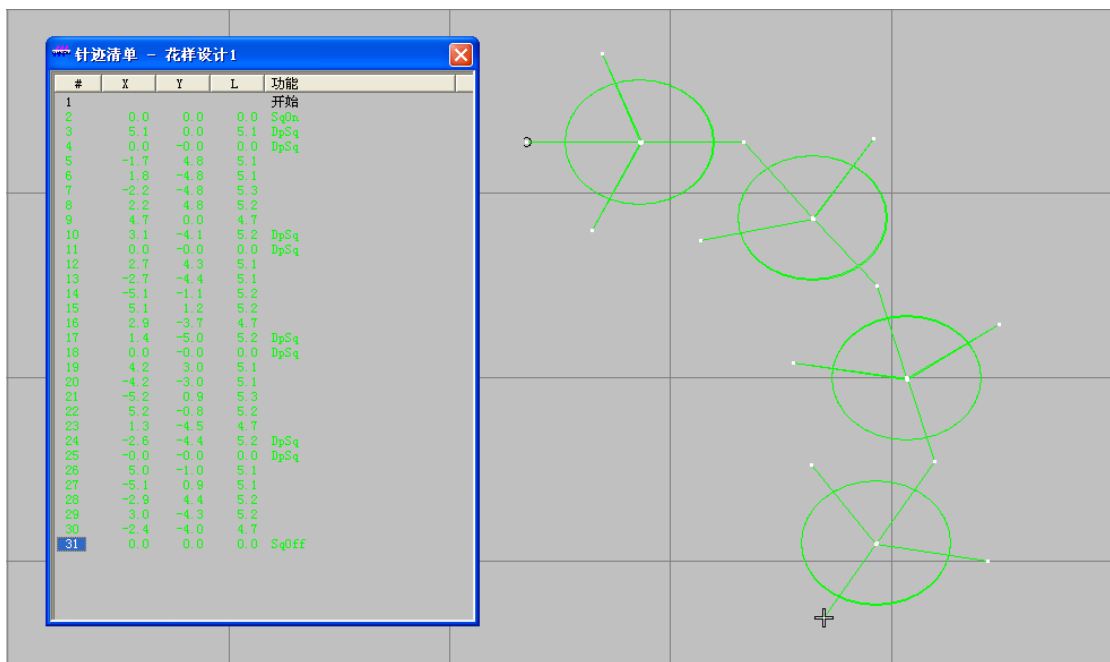 针迹清单 - 花样设计1
# X Y L 功能
1 开始
2 0.0 0.0 0.0 SqOn
3 5.1 0.0 5.1 DpSq
4 0.0 -0.0 0.0 DpSq
5 -1.7 4.8 5.1
6 1.8 -4.8 5.1
7 -2.2 -4.8 5.3
8 2.2 4.8 5.2
9 4.7 0.0 4.7
10 3.1 -4.1 5.2 DpSq
11 0.0 -0.0 0.0 DpSq
12 2.7 4.3 5.1
13 -2.7 -4.4 5.1
14 -5.1 -1.1 5.2
15 5.1 1.2 5.2
16 2.9 -3.7 4.7
17 1.4 -5.0 5.2 DpSq
18 0.0 -0.0 0.0 DpSq
19 4.2 3.0 5.1
20 -4.2 -3.0 5.1
21 -5.2 0.9 5.3
22 5.2 -0.8 5.2
23 1.3 -4.5 4.7
24 -2.6 -4.4 5.2 DpSq
25 -0.0 -0.0 0.0 DpSq
26 5.0 -1.0 5.1
27 -5.1 0.9 5.1
28 -2.9 4.4 5.2
29 3.0 -4.3 5.2
30 -2.4 -4.0 4.7
31 0.0 0.0 0.0 SqOff